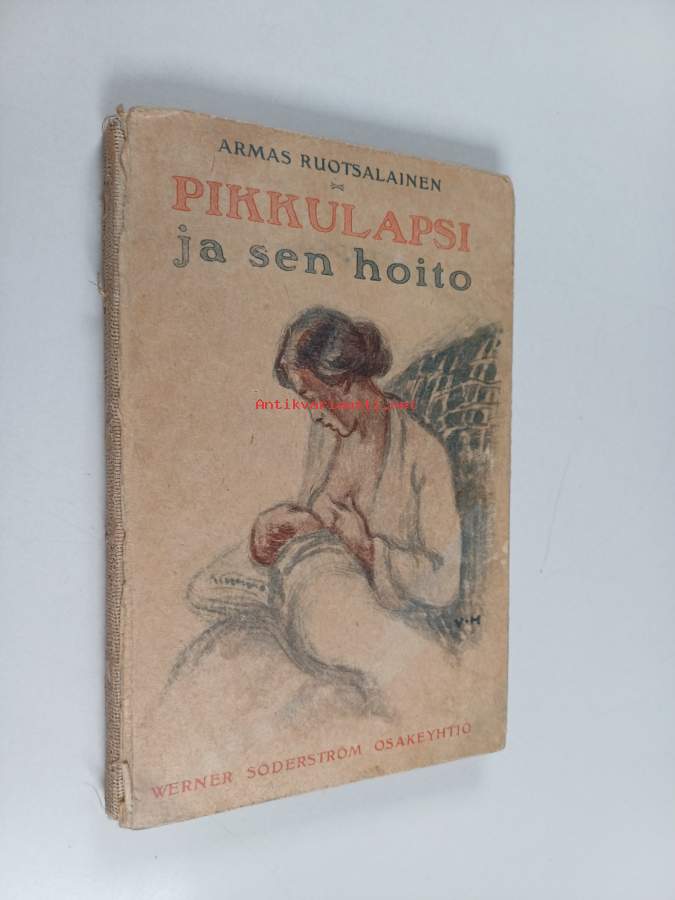 ARMAS RUOTSALAINEN
PIKKULAPSI
ja sen hoito
Antikvariaatti.net
V·H
WERNER SÖDERSTRÖM OSAKEYHTIÖ